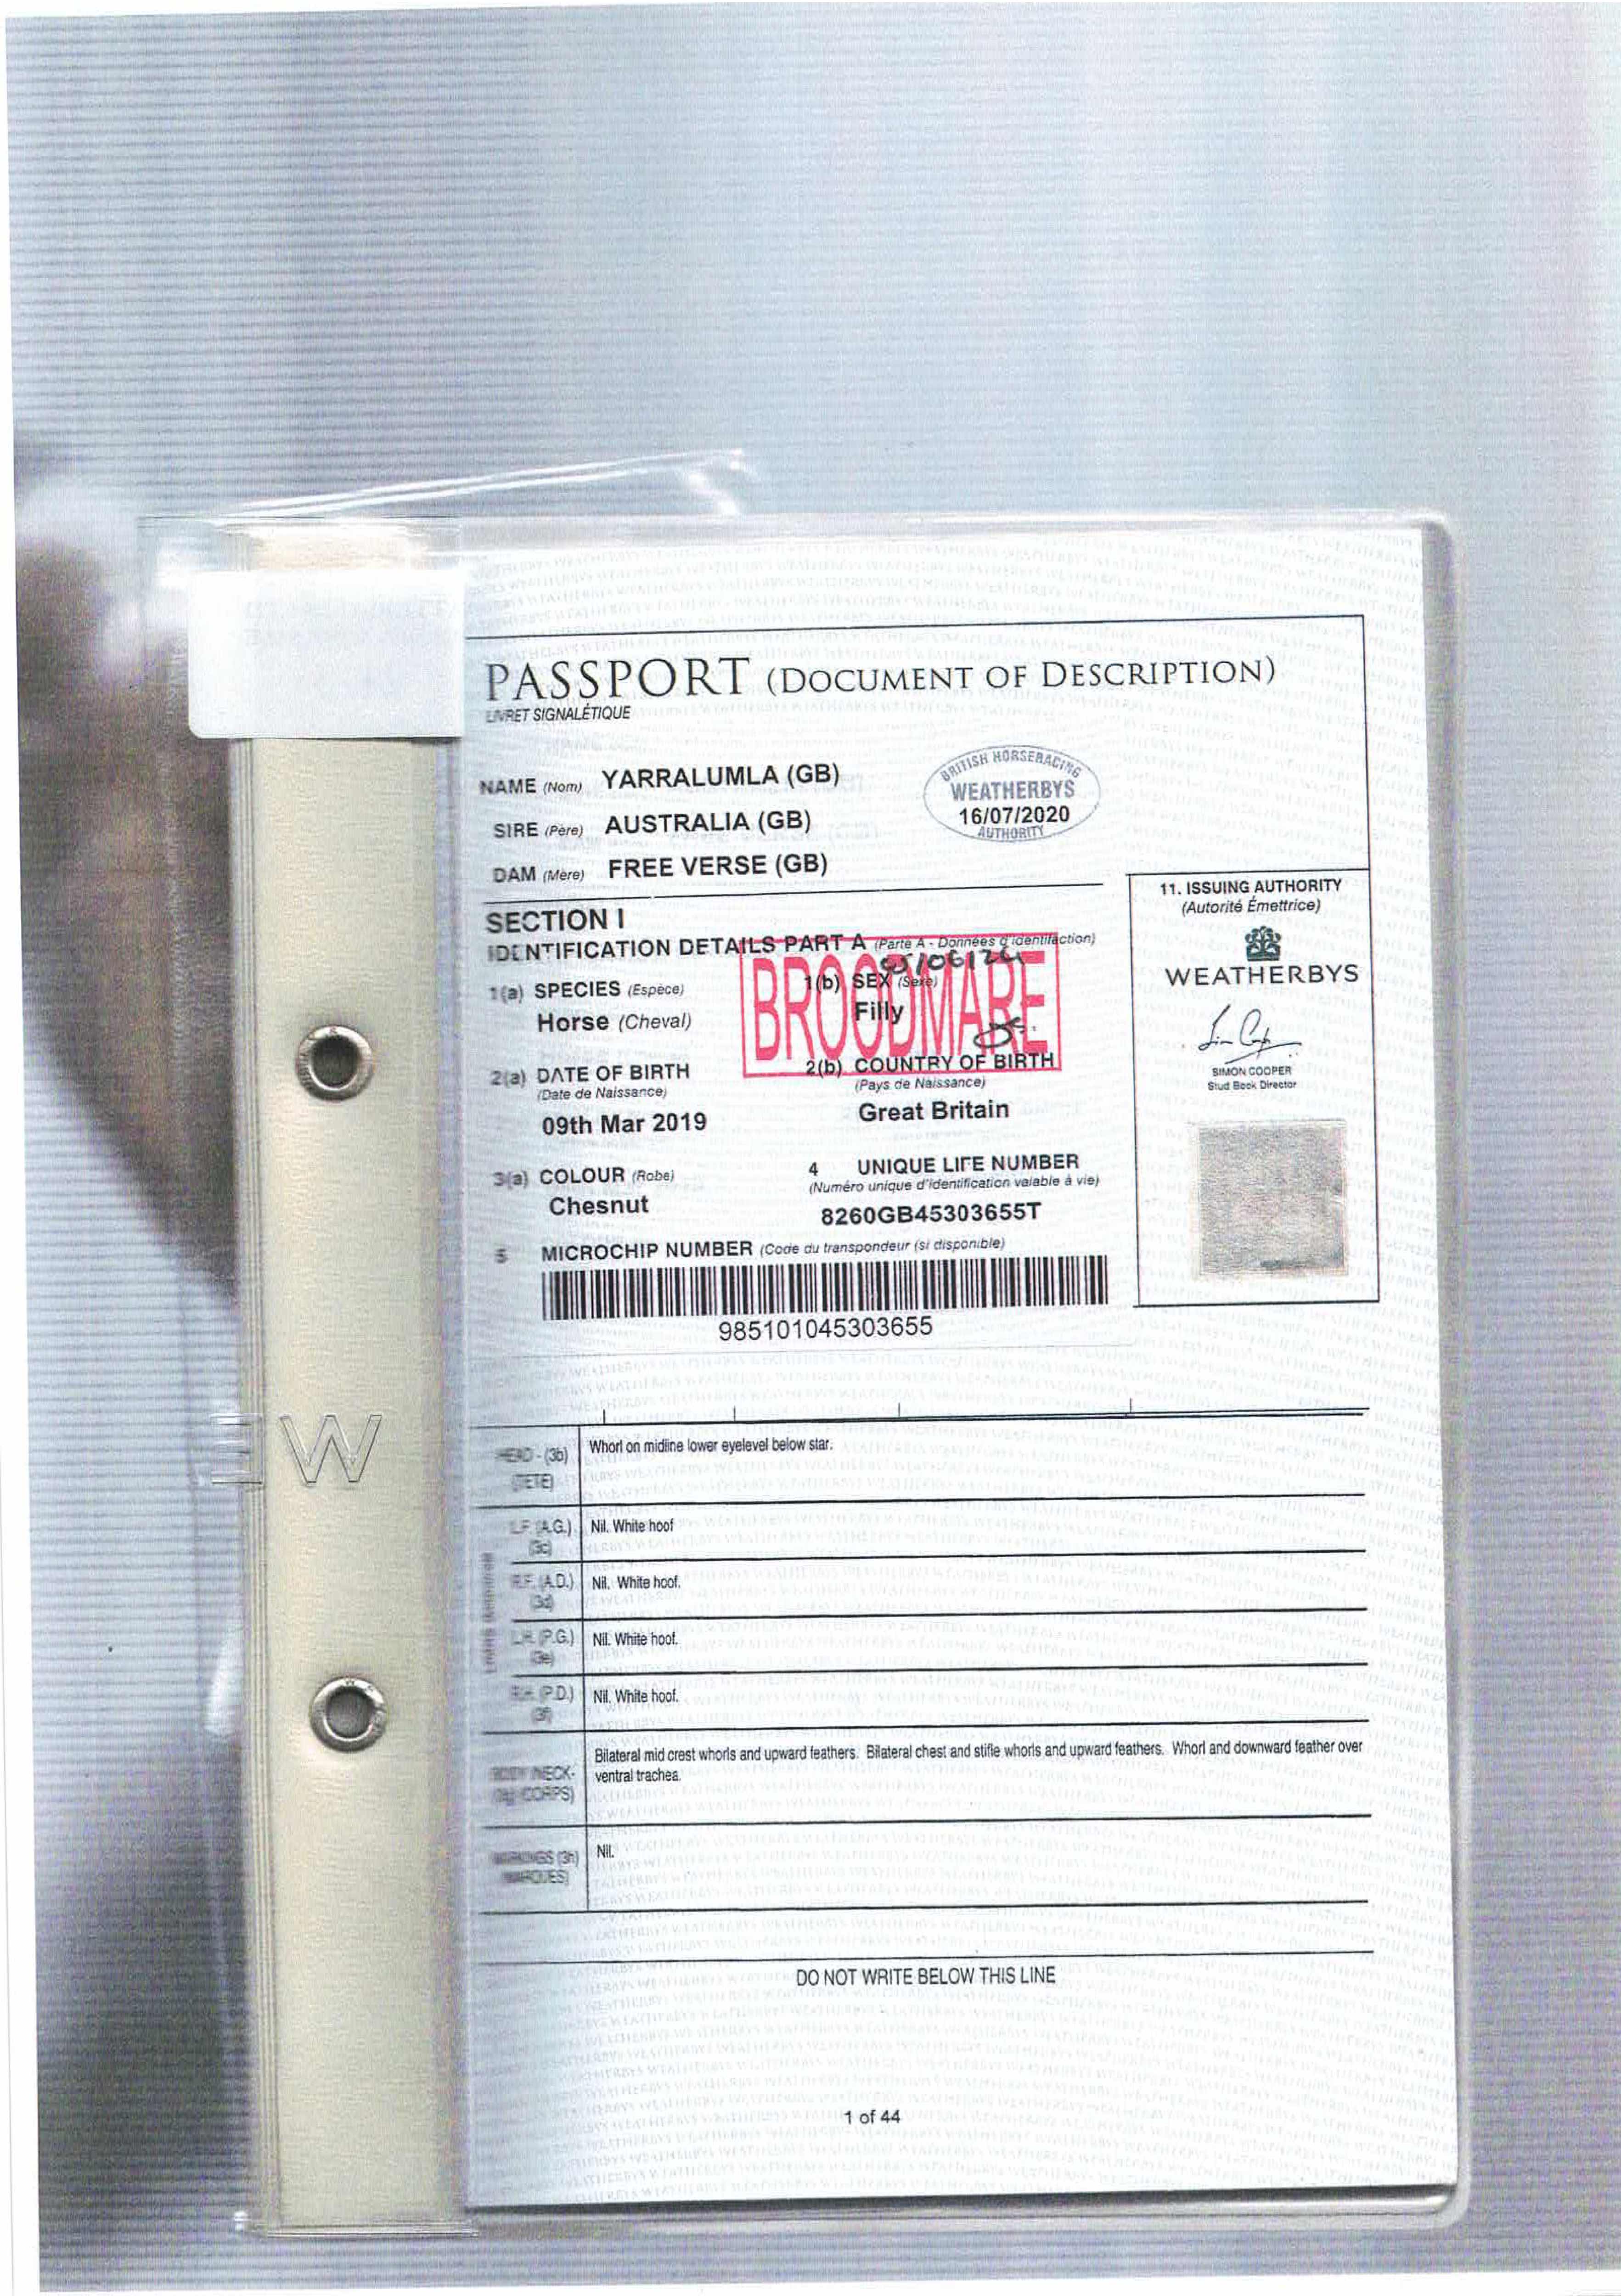 PASSPORT (DOCUMENT OF DESCRIPTION)
LIVRET SIGNALÉTIQUE
NAME (Nom) YARRALUMLA (GB)
SIRE (Père) AUSTRALIA (GB)
DAM (Mère) FREE VERSE (GB)
BRITISH HORSERACING
WEATHERBYS
16/07/2020
AUTHORITY
SECTION I
IDENTIFICATION DETAILS PART A (Parte A - Données d'identifaction)
BROODMARE
1(a) SPECIES (Espèce)
Horse (Cheval)
1(b) SEX (Sexe)
Filly
2(a) DATE OF BIRTH
(Date de Naissance)
09th Mar 2019
2(b) COUNTRY OF BIRTH
(Pays de Naissance)
Great Britain
3(a) COLOUR (Robe)
Chesnut
4 UNIQUE LIFE NUMBER
(Numéro unique d'identification valable à vie)
8260GB45303655T
5 MICROCHIP NUMBER (Code du transpondeur (si disponible)
985101045303655
11. ISSUING AUTHORITY
(Autorité Émettrice)
WEATHERBYS
SIMON COOPER
Stud Book Director
W
HEAD - (3b) Whorl on midline lower eyelevel below star.
(TETE)
L.F. (A.G.) Nil. White hoof
(3c)
R.F. (A.D.) Nil. White hoof.
(3d)
L.H. (P.G.) Nil. White hoof.
(3e)
R.H. (P.D.) Nil. White hoof.
(3f)
Bilateral mid crest whorls and upward feathers. Bilateral chest and stifle whorls and upward feathers. Whorl and downward feather over
NECK- ventral trachea.
CORPS)
MARKINGS (3h) Nil.
MARQUES)
DO NOT WRITE BELOW THIS LINE
1 of 44